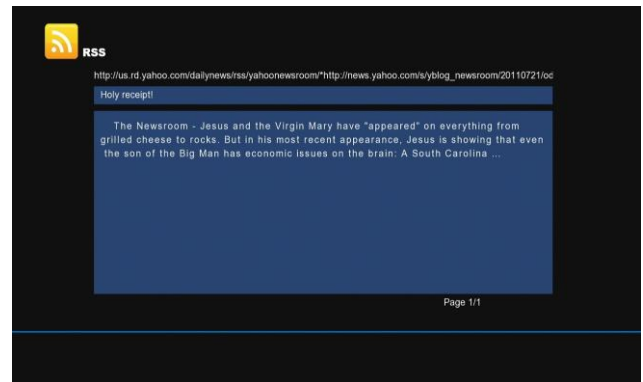 RSS
http://us.rd.yahoo.com/dailynews/rss/yahoonewsroom/*http://news.yahoo.com/s/yblog_newsroom/20110721/oc
Holy receipt!
The Newsroom - Jesus and the Virgin Mary have "appeared" on everything from
grilled cheese to rocks. But in his most recent appearance, Jesus is showing that even
the son of the Big Man has economic issues on the brain: A South Carolina ...
Page 1/1